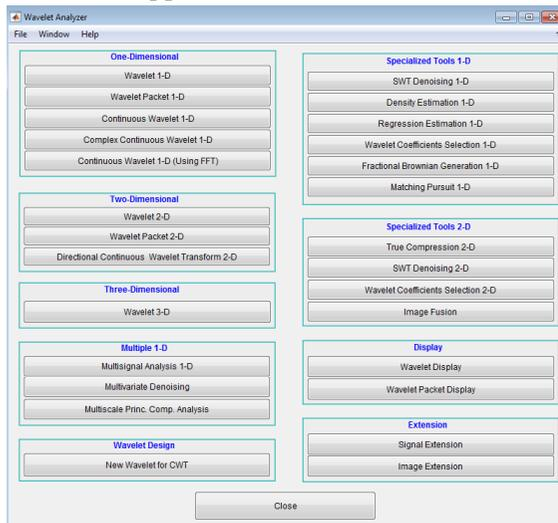 Wavelet Analyzer
File Window Help
One-Dimensional
Wavelet 1-D
Wavelet Packet 1-D
Continuous Wavelet 1-D
Complex Continuous Wavelet 1-D
Continuous Wavelet 1-D (Using FFT)
Two-Dimensional
Wavelet 2-D
Wavelet Packet 2-D
Directional Continuous Wavelet Transform 2-D
Three-Dimensional
Wavelet 3-D
Multiple 1-D
Multisignal Analysis 1-D
Multivariate Denoising
Multiscale Princ. Comp. Analysis
Wavelet Design
New Wavelet for CWT
Specialized Tools 1-D
SWT Denoising 1-D
Density Estimation 1-D
Regression Estimation 1-D
Wavelet Coefficients Selection 1-D
Fractional Brownian Generation 1-D
Matching Pursuit 1-D
Specialized Tools 2-D
True Compression 2-D
SWT Denoising 2-D
Wavelet Coefficients Selection 2-D
Image Fusion
Display
Wavelet Display
Wavelet Packet Display
Extension
Signal Extension
Image Extension
Close